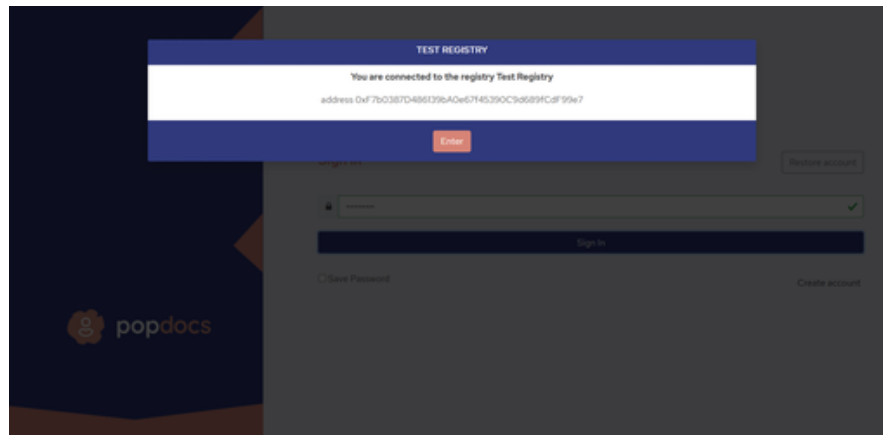 TEST REGISTRY
You are connected to the registry Test Registry
address 0xF7b0387D486139bA0e67f45390C9d689fCdF99e7
Enter
Restore account
Sign In
Save Password
Create account
popdocs